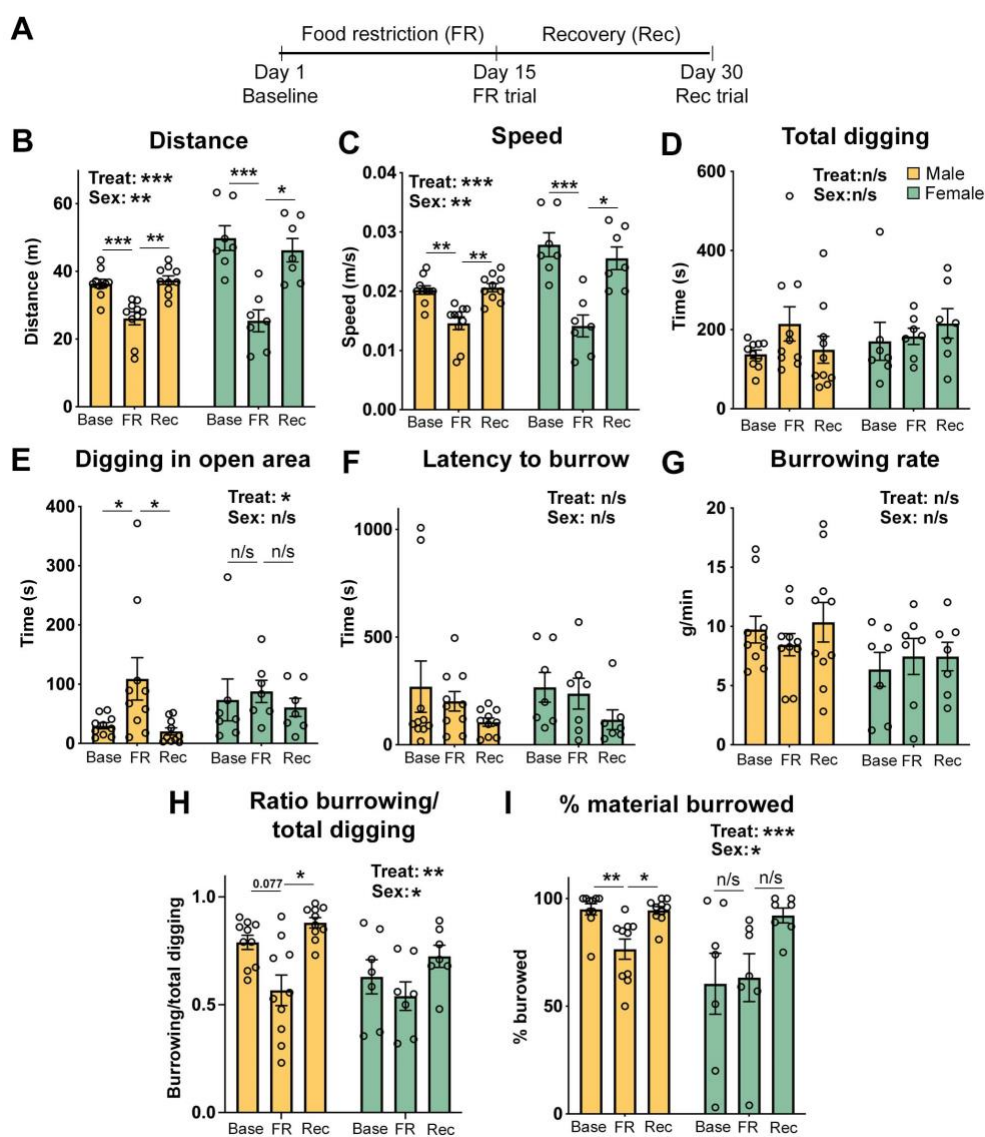 A
Food restriction (FR)
Recovery (Rec)
Day 1
Baseline
Day 15
FR trial
Day 30
Rec trial
B
Distance
Treat: ***
Sex: **
***
**
***
*
Distance (m)
60
40
20
0
Base FR Rec
Base FR Rec
C
Speed
Treat: ***
Sex: **
**
**
***
*
Speed (m/s)
0.04
0.03
0.02
0.01
0.00
Base FR Rec
Base FR Rec
D
Total digging
Treat:n/s
Sex:n/s
Male
Female
Time (s)
600
400
200
0
Base FR Rec
Base FR Rec
E
Digging in open area
Treat: *
Sex: n/s
*
*
n/s
n/s
Time (s)
400
300
200
100
0
Base FR Rec
Base FR Rec
F
Latency to burrow
Treat: n/s
Sex: n/s
Time (s)
1000
500
0
Base FR Rec
Base FR Rec
G
Burrowing rate
Treat: n/s
Sex: n/s
g/min
20
15
10
5
0
Base FR Rec
Base FR Rec
H
Ratio burrowing/
total digging
Treat: **
Sex: *
0.077
*
Burrowing/total digging
1.0
0.5
0.0
Base FR Rec
Base FR Rec
I
% material burrowed
Treat: ***
Sex: *
**
*
n/s
n/s
% burowed
100
50
0
Base FR Rec
Base FR Rec